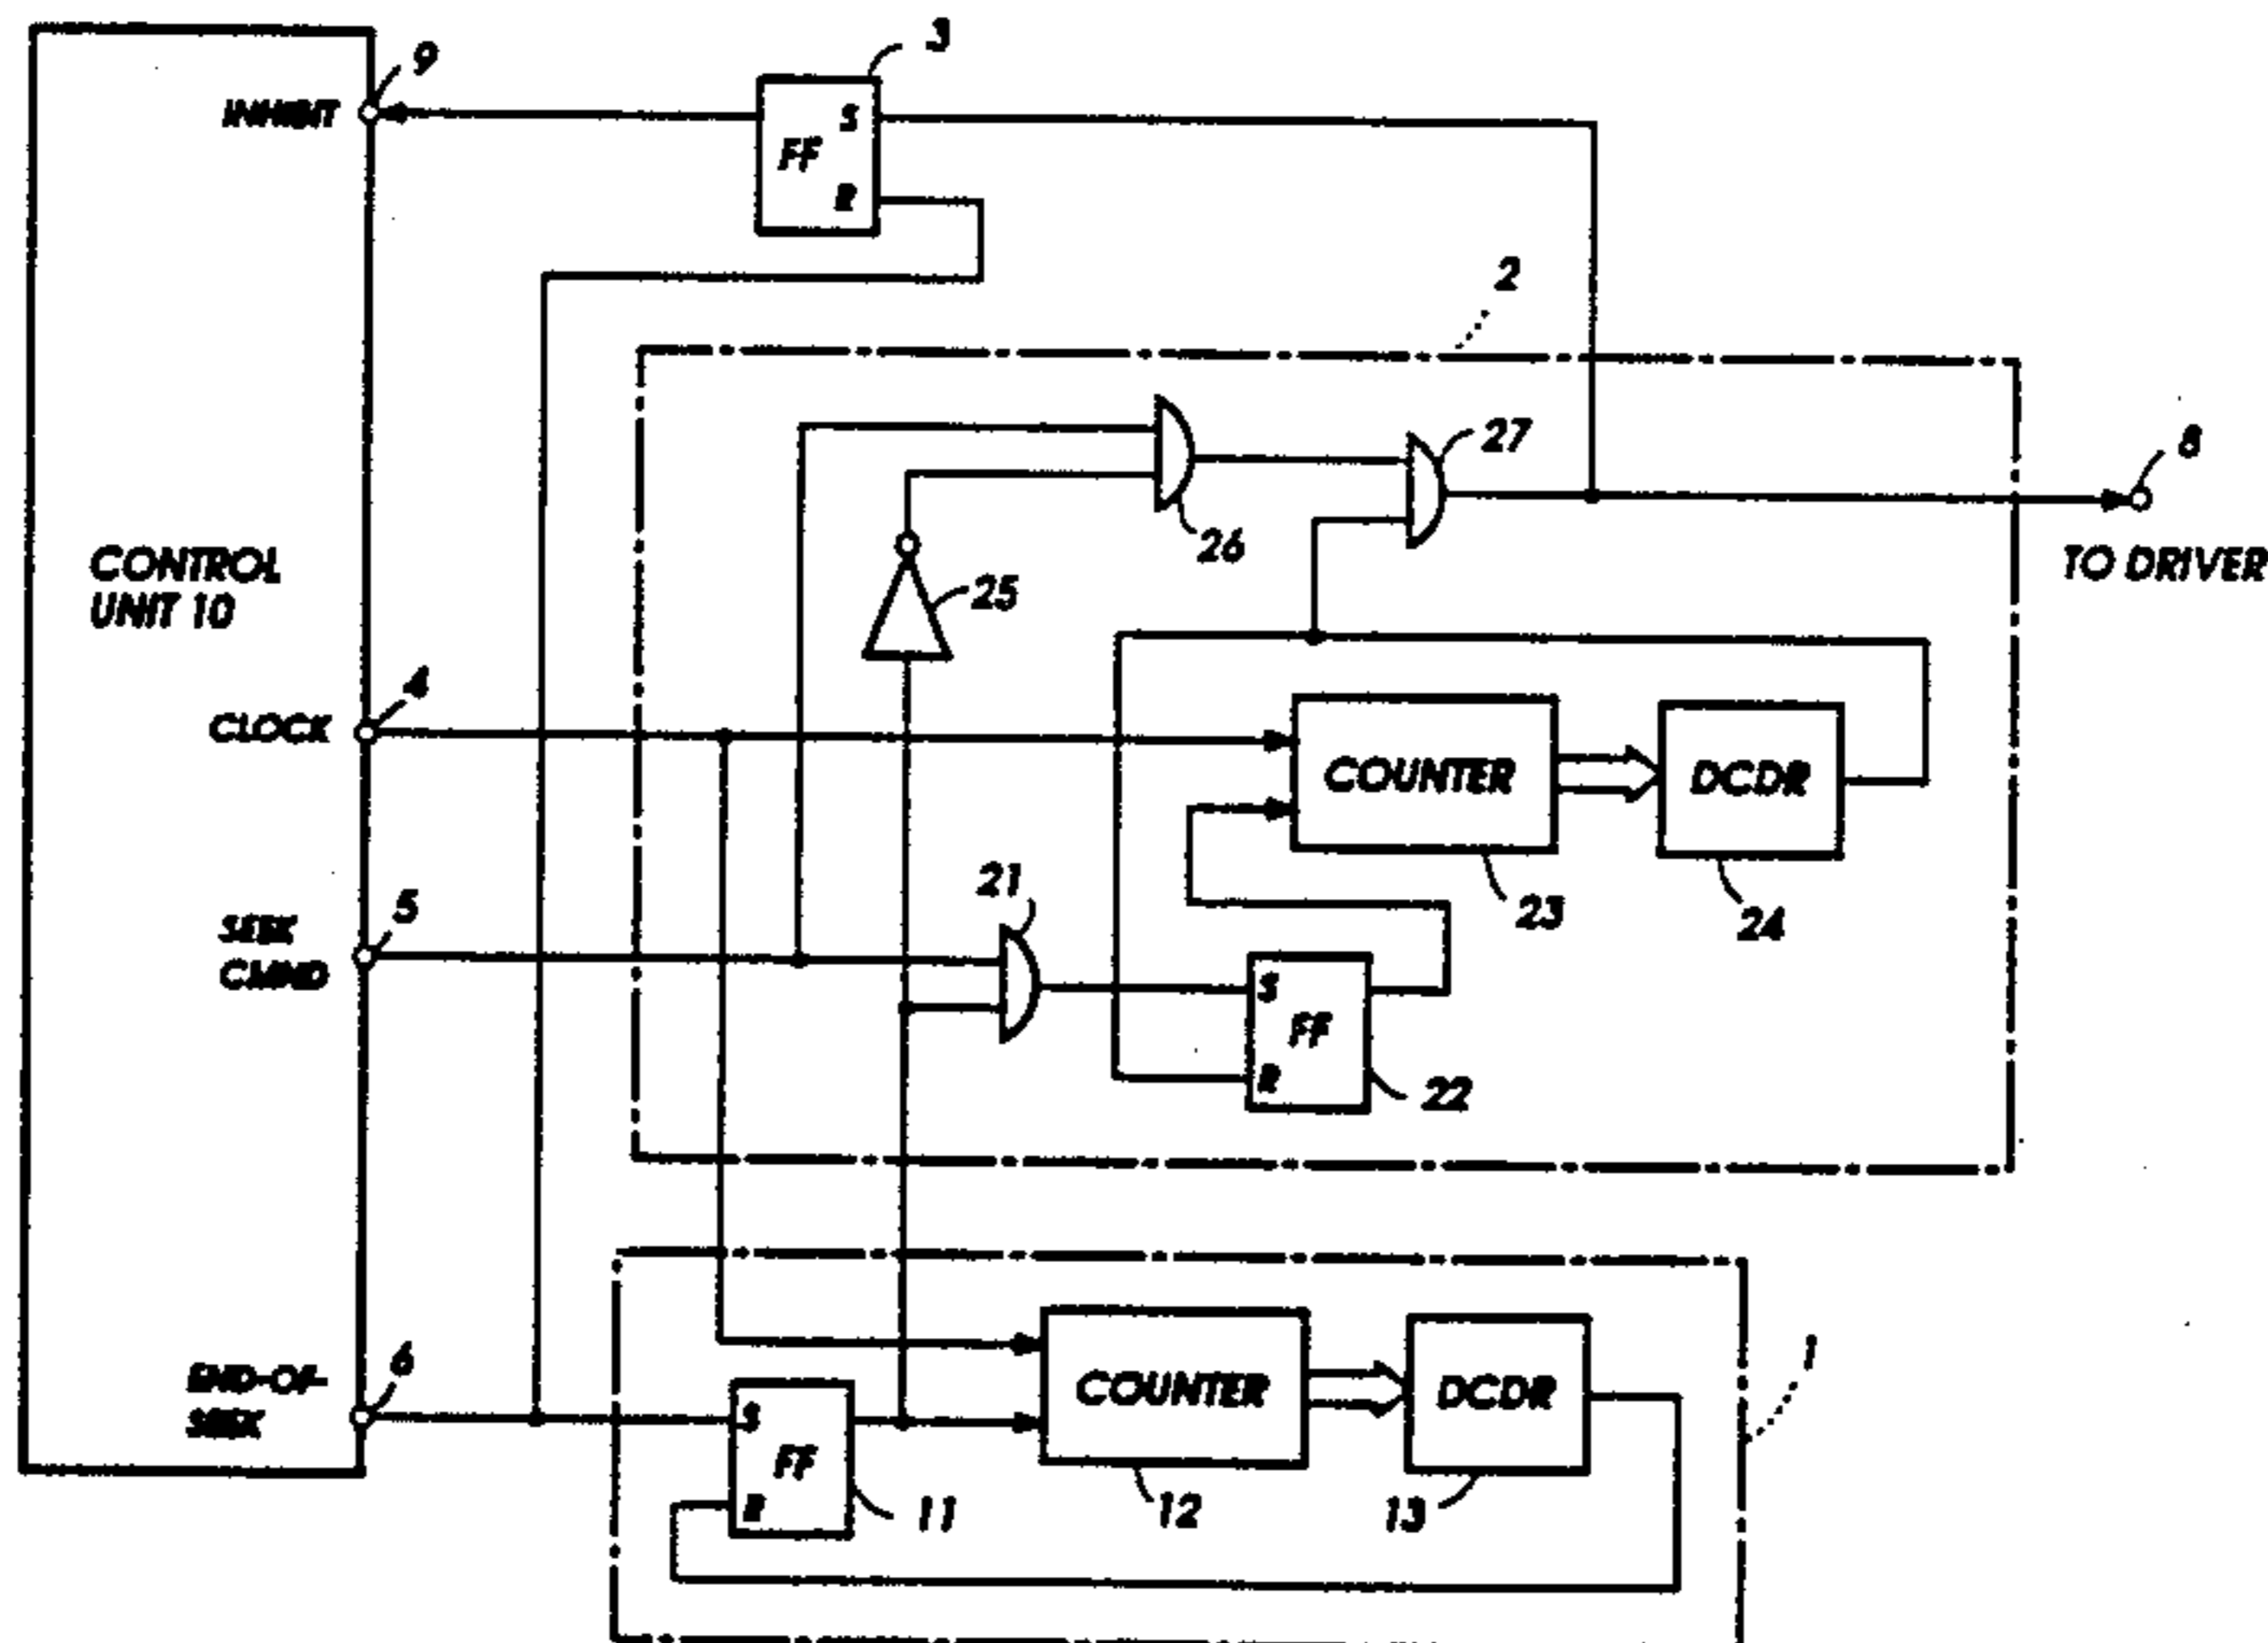 3
9
INHIBIT
S
FF
R
2
27
8
26
CONTROL
UNIT 10
25
TO DRIVER
4
CLOCK
COUNTER
DCDR
21
5
SEEK
CMND
23
24
S
FF
R
22
1
6
END-OF-
SEEK
S
FF
R
COUNTER
DCDR
11
12
13